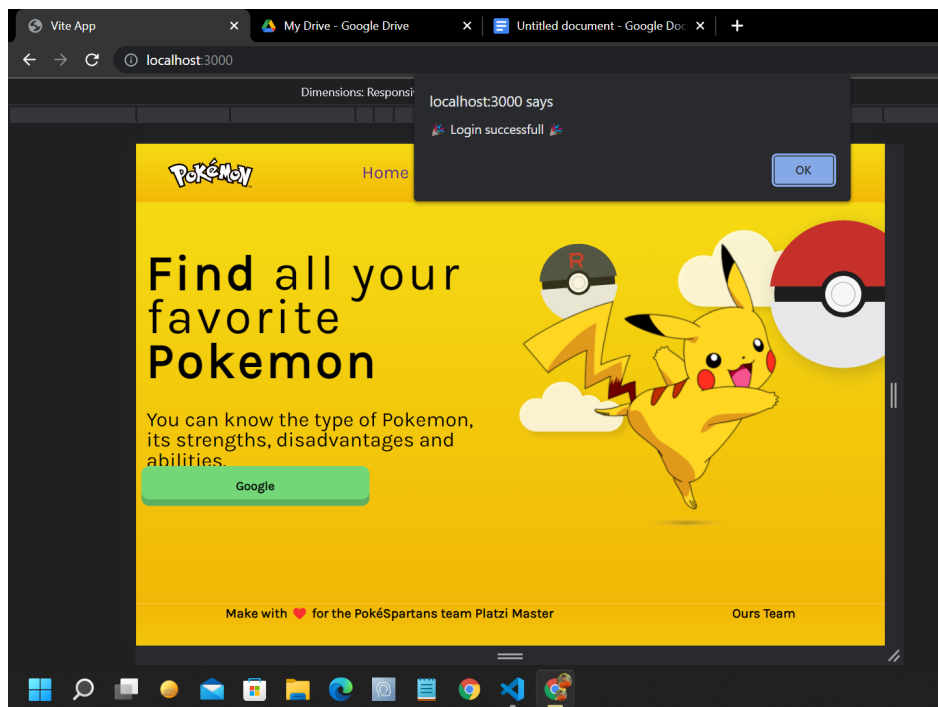 Vite App
My Drive - Google Drive
Untitled document - Google Doc
localhost:3000
Dimensions: Responsi
localhost:3000 says
🎉 Login successfull 🎉
OK
POKéMON
Home
R
Find all your
favorite
Pokemon
You can know the type of Pokemon,
its strengths, disadvantages and
abilities.
Google
Make with ❤️ for the PokéSpartans team Platzi Master
Ours Team